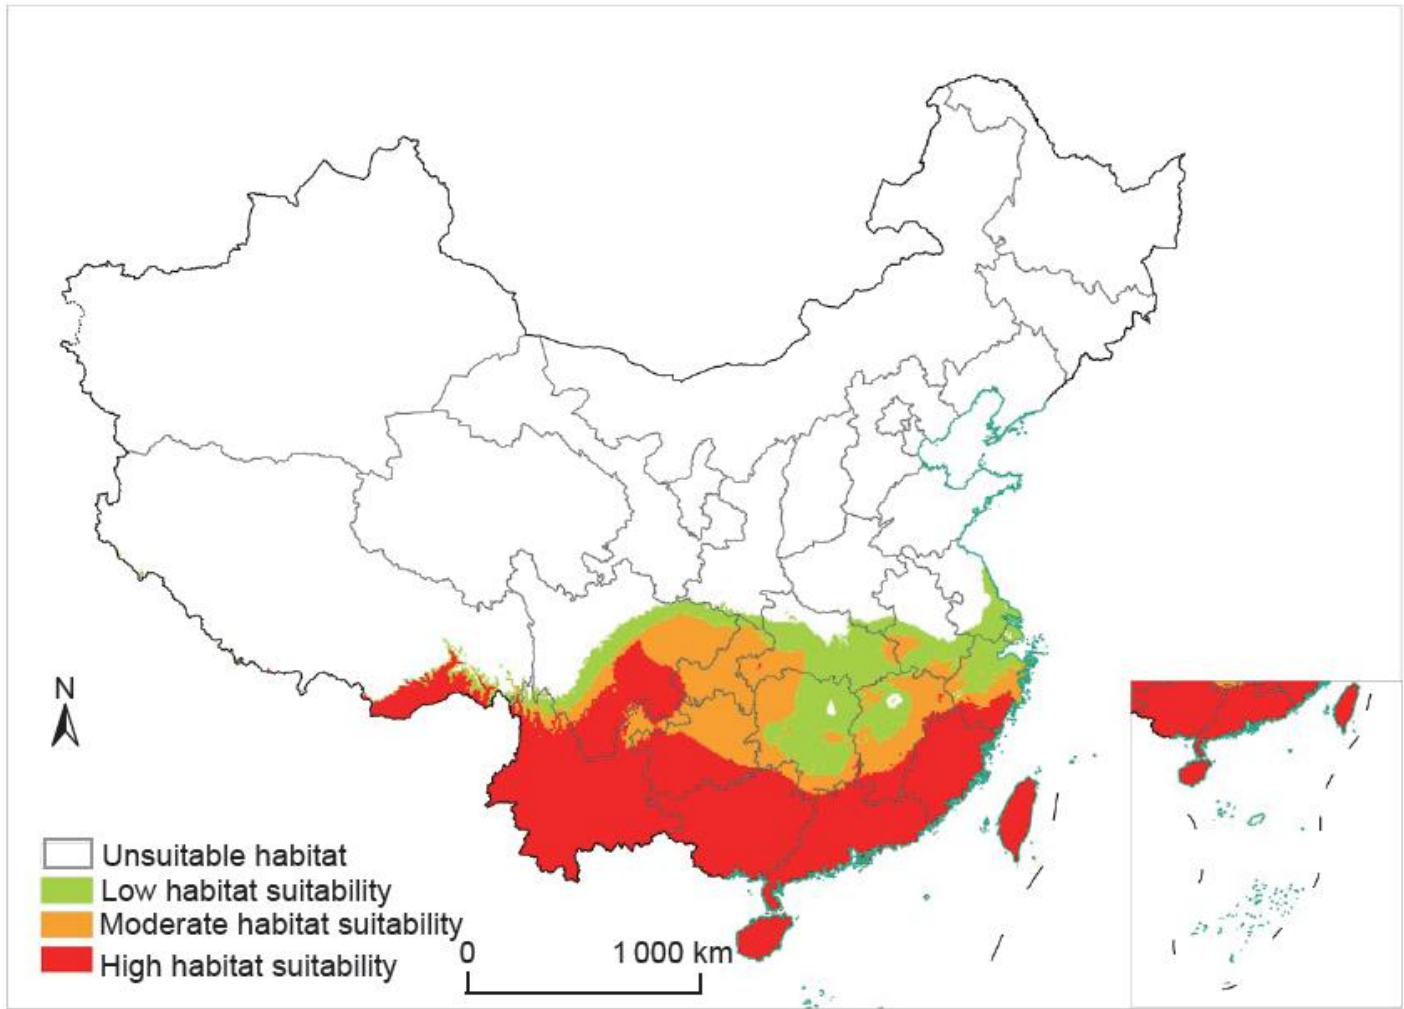 N
Unsuitable habitat
Low habitat suitability
Moderate habitat suitability
High habitat suitability
0 1 000 km